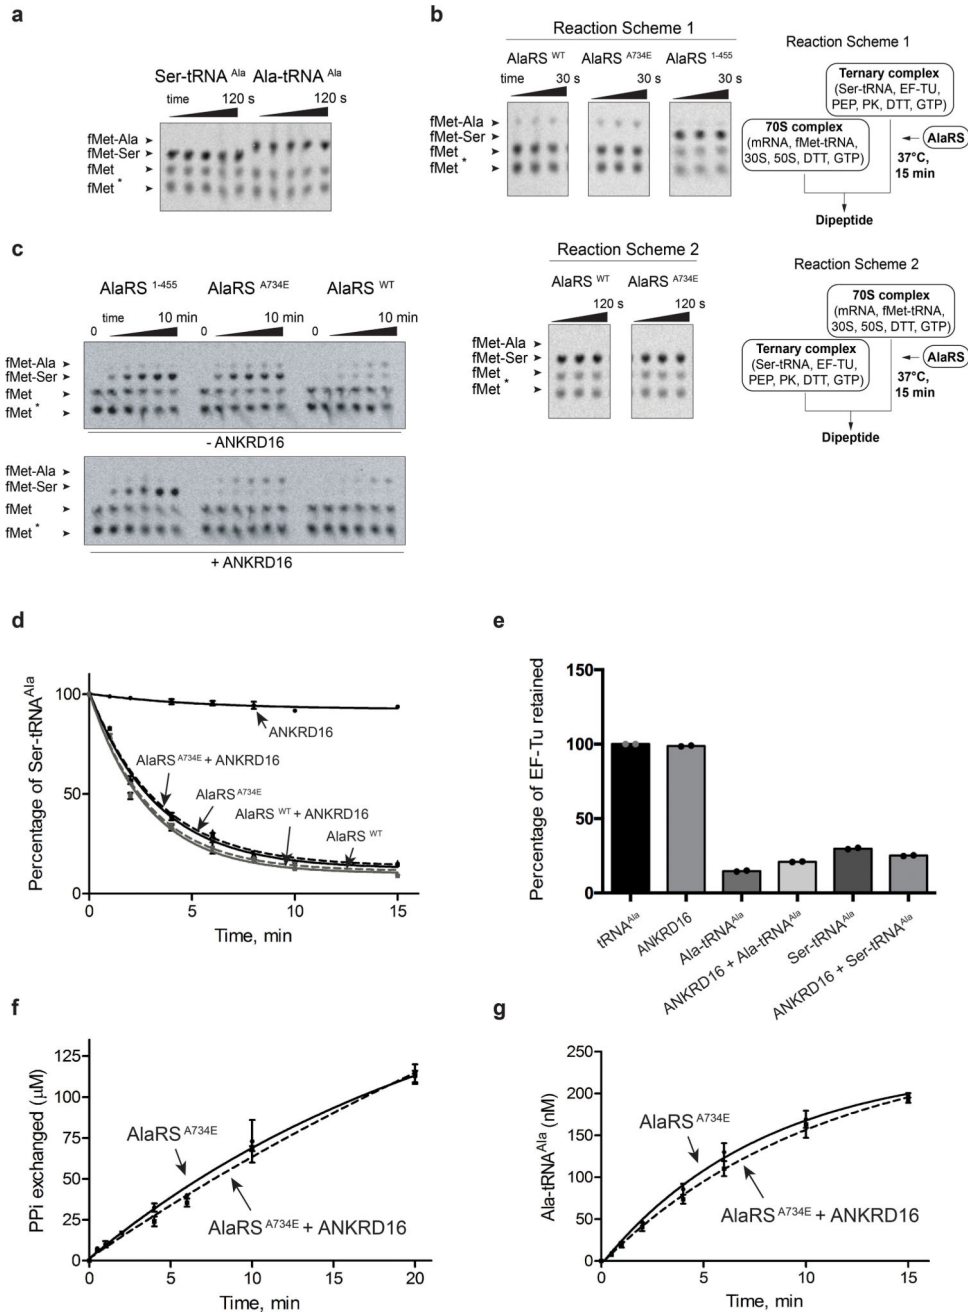 a
Ser-tRNA Ala Ala-tRNA Ala
time 120 s 120 s
fMet-Ala
fMet-Ser
fMet
fMet *
b
Reaction Scheme 1
AlaRS WT AlaRS A734E AlaRS 1-455
time 30 s 30 s 30 s
fMet-Ala
fMet-Ser
fMet
fMet *
Reaction Scheme 1
Ternary complex
(Ser-tRNA, EF-TU,
PEP, PK, DTT, GTP)
70S complex
(mRNA, fMet-tRNA,
30S, 50S, DTT, GTP)
AlaRS
37°C,
15 min
Dipeptide
Reaction Scheme 2
AlaRS WT AlaRS A734E
120 s 120 s
fMet-Ala
fMet-Ser
fMet
fMet *
Reaction Scheme 2
70S complex
(mRNA, fMet-tRNA,
30S, 50S, DTT, GTP)
Ternary complex
(Ser-tRNA, EF-TU,
PEP, PK, DTT, GTP)
AlaRS
37°C,
15 min
Dipeptide
c
AlaRS 1-455 AlaRS A734E AlaRS WT
0 time 10 min 0 10 min 0 10 min
fMet-Ala
fMet-Ser
fMet
fMet *
- ANKRD16
fMet-Ala
fMet-Ser
fMet
fMet *
+ ANKRD16
d
Percentage of Ser-tRNA Ala
100
50
0
0 5 10 15
Time, min
ANKRD16
AlaRS A734E + ANKRD16
AlaRS A734E
AlaRS WT + ANKRD16
AlaRS WT
e
Percentage of EF-Tu retained
150
100
50
0
tRNA Ala
ANKRD16
Ala-tRNA Ala
ANKRD16 + Ala-tRNA Ala
Ser-tRNA Ala
ANKRD16 + Ser-tRNA Ala
f
PPi exchanged (μM)
125
100
75
50
25
0
0 5 10 15 20
Time, min
AlaRS A734E
AlaRS A734E + ANKRD16
g
Ala-tRNA Ala (nM)
250
200
150
100
50
0
0 5 10 15
Time, min
AlaRS A734E
AlaRS A734E + ANKRD16